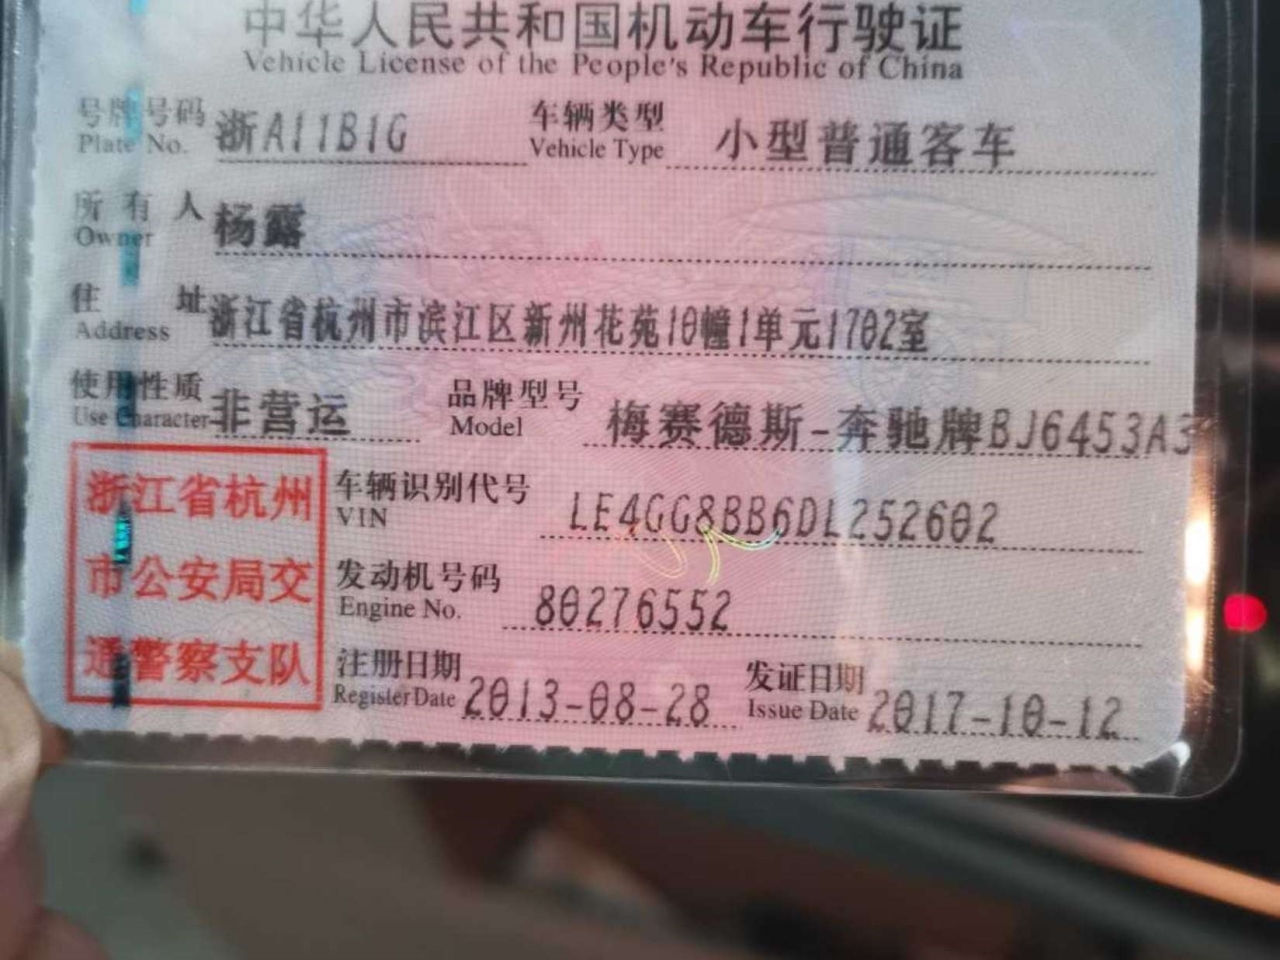 中华人民共和国机动车行驶证
Vehicle License of the People's Republic of China
号牌号码 浙A11B1G 车辆类型 小型普通客车
Plate No. Vehicle Type
所有人 杨露
Owner
住址 浙江省杭州市滨江区新州花苑10幢1单元1702室
Address
使用性质 非营运 品牌型号 梅赛德斯-奔驰牌BJ6453A3
Use Character Model
浙江省杭州
市公安局交
通警察支队
车辆识别代号 LE4GG8BB6DL252602
VIN
发动机号码 80276552
Engine No.
注册日期 2013-08-28 发证日期 2017-10-12
Register Date Issue Date